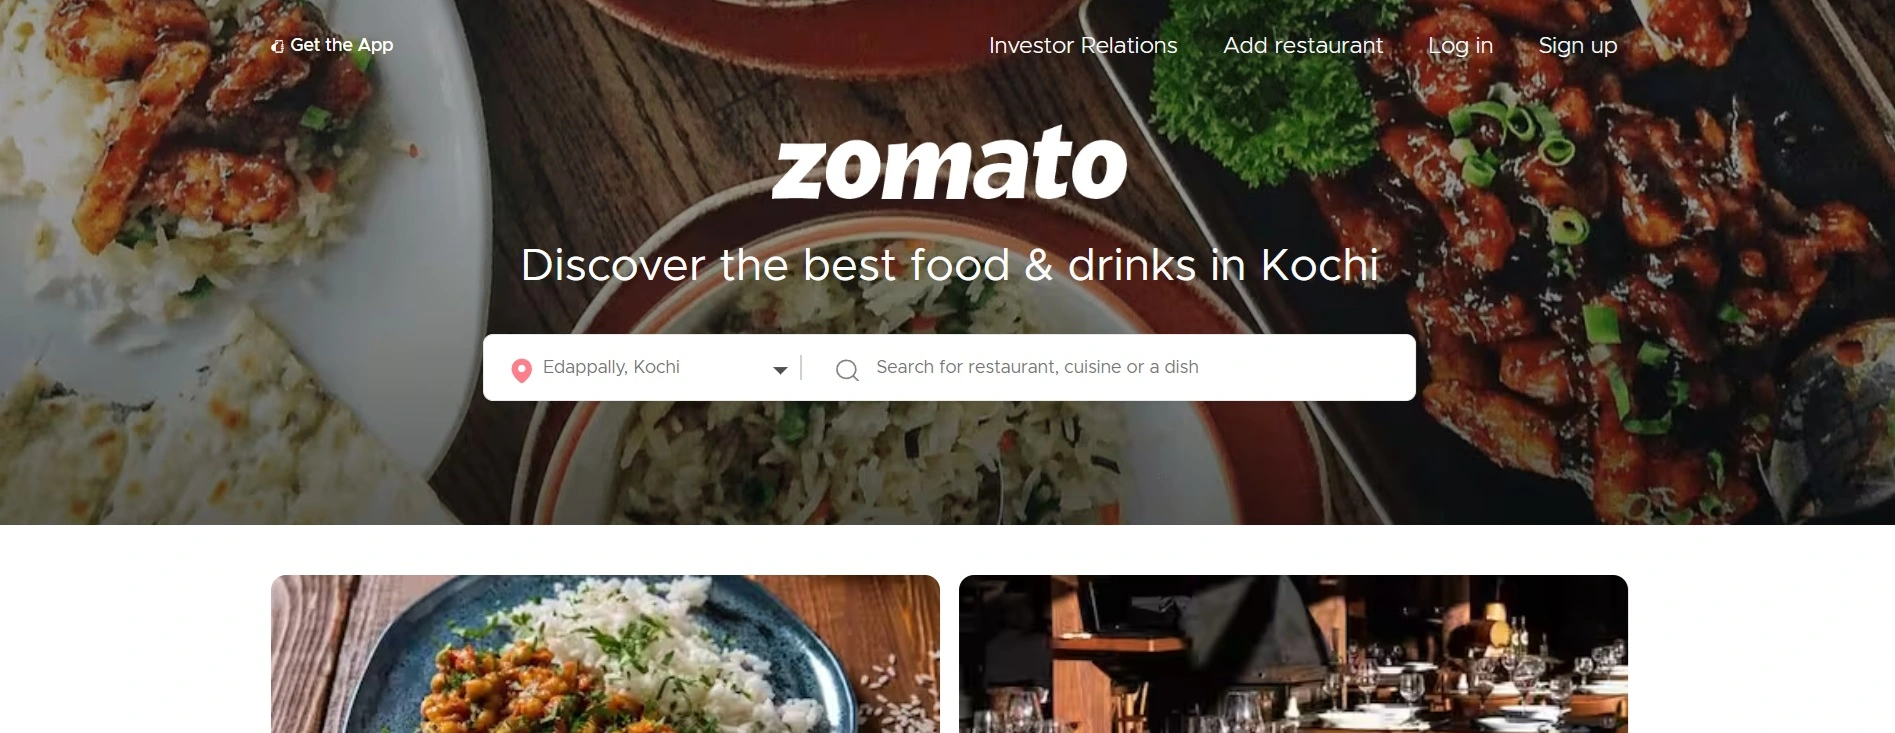 Get the App
Investor Relations
Add restaurant
Log in
Sign up
zomato
Discover the best food & drinks in Kochi
Edappally, Kochi
Search for restaurant, cuisine or a dish